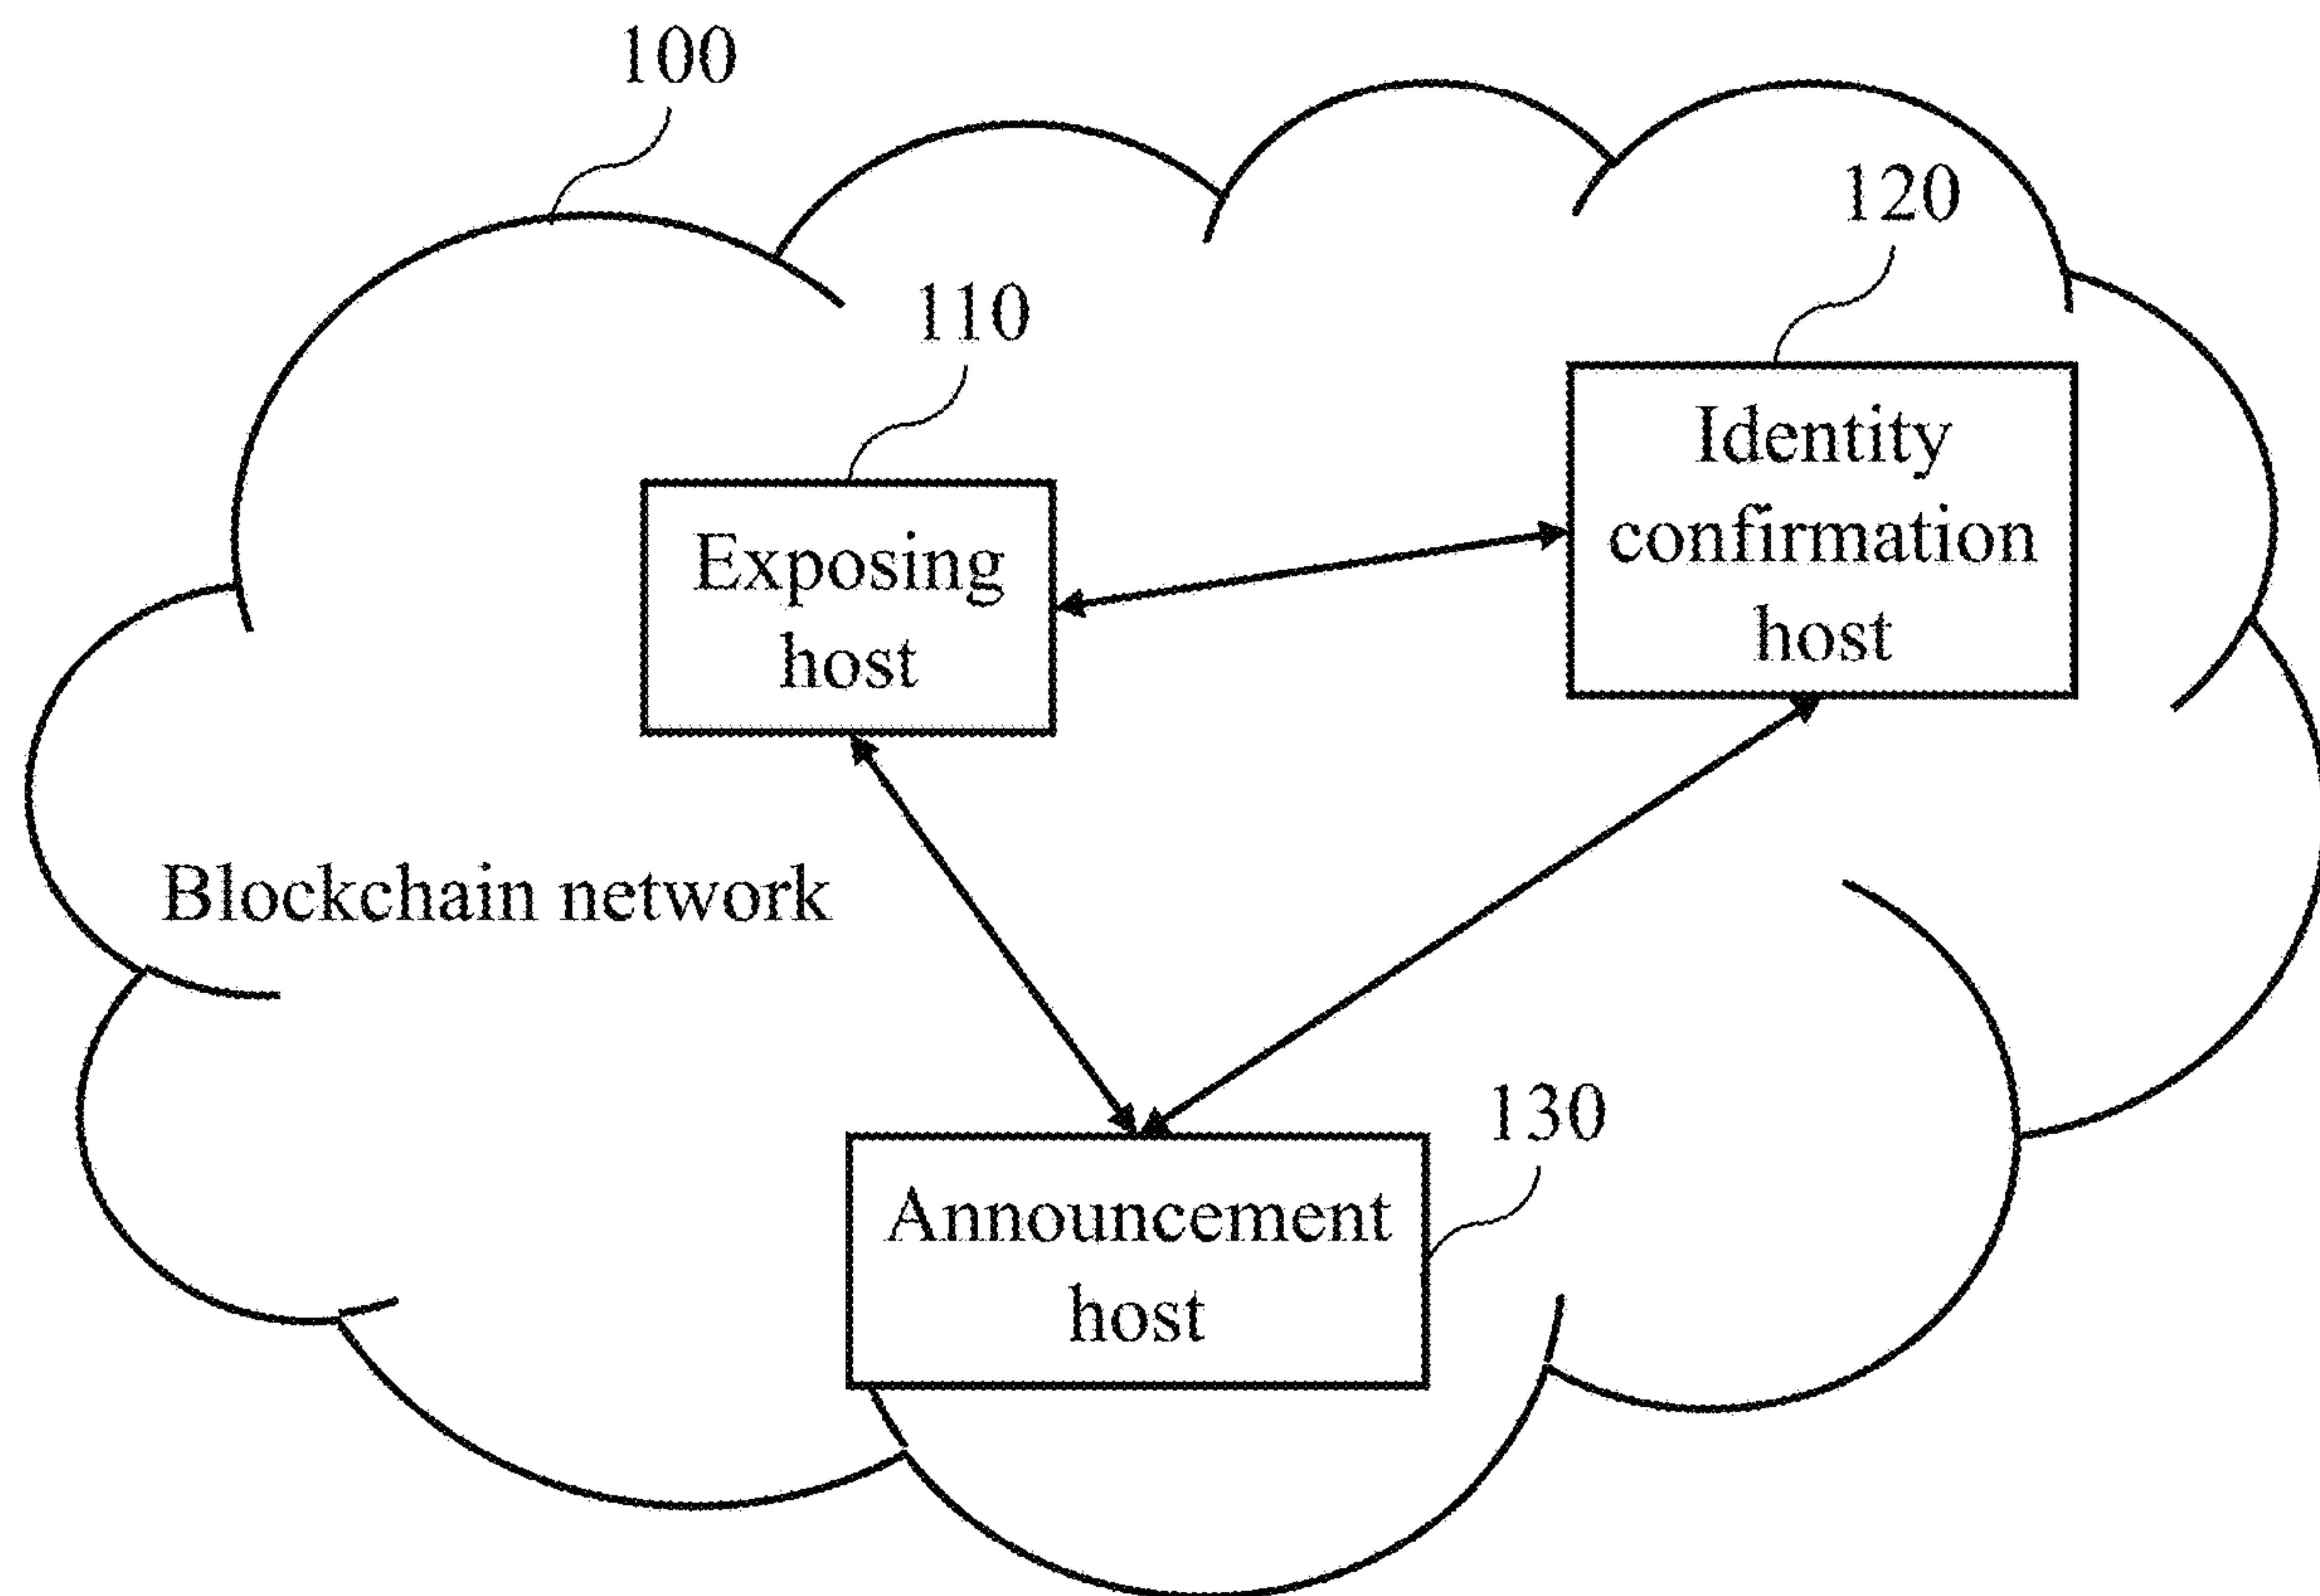 100
120
110
Identity
confirmation
host
Exposing
host
Blockchain network
130
Announcement
host